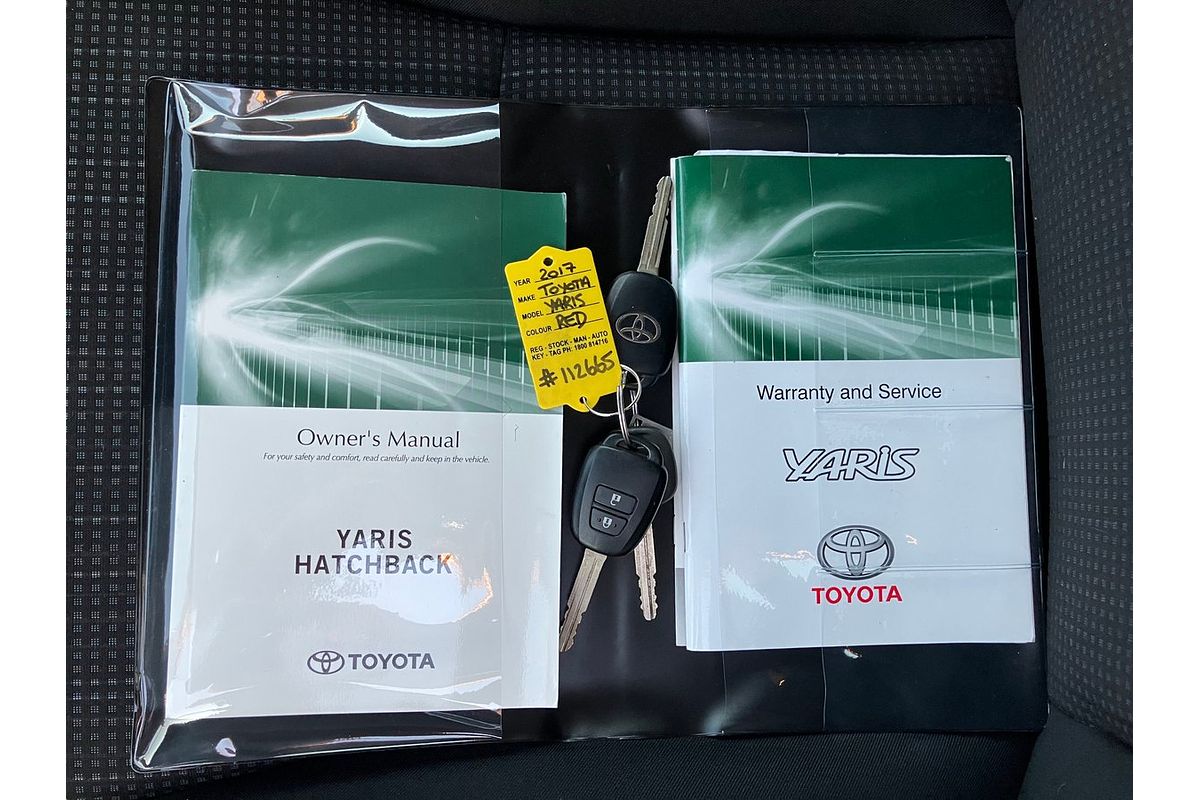 Owner's Manual
For your safety and comfort, read carefully and keep in the vehicle.
YARIS
HATCHBACK
TOYOTA
YEAR 2017
MAKE TOYOTA
MODEL YARIS
COLOUR RED
REG - STOCK - MAN - AUTO
KEY - TAG PH: 1800 814716
#112665
Warranty and Service
YARIS
TOYOTA